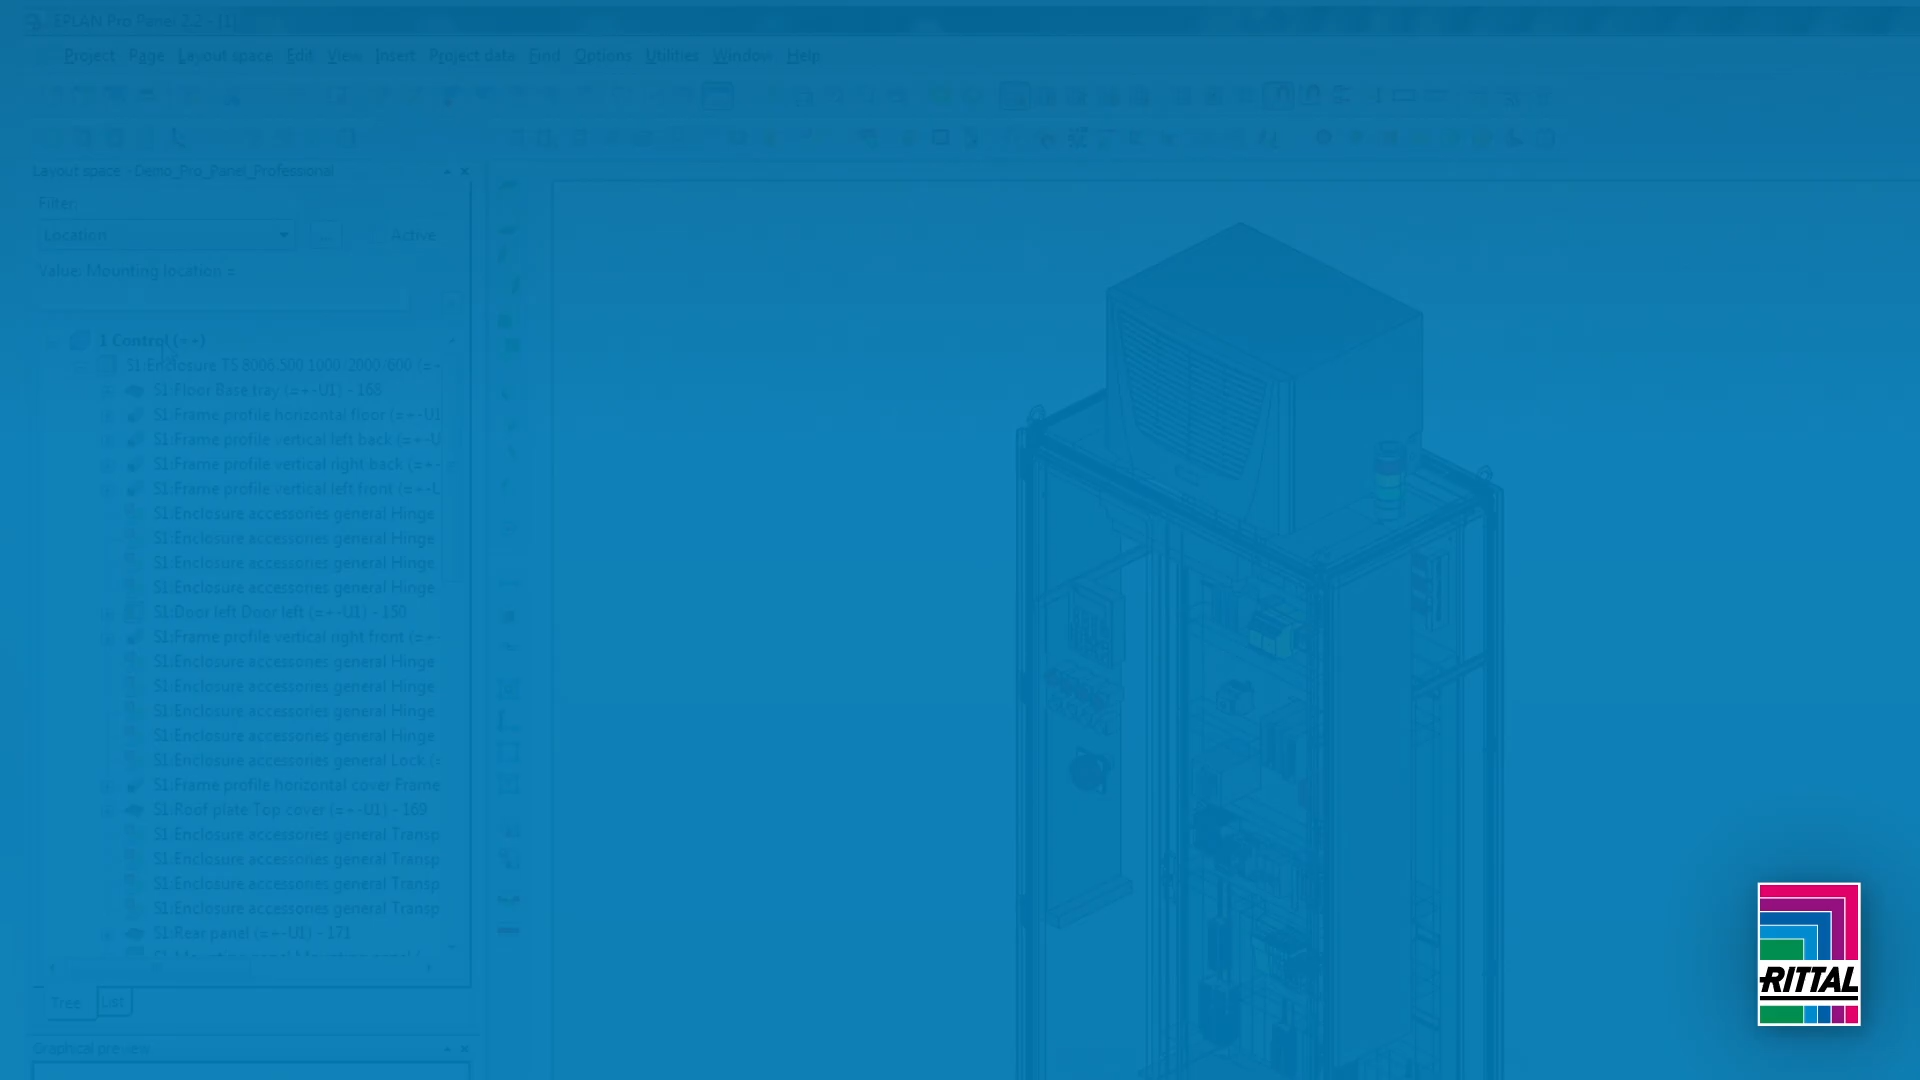 EPLAN Pro Panel 2.2 - [1]
Project Page Layout space Edit View Insert Project data Find Options Utilities Window Help
Layout space - Demo_Pro_Panel_Professional
Filter:
Location
... Active
Value: Mounting location =
1 Control (=+)
S1:Enclosure TS 8006.500 1000-2000-600 (=+-
S1:Floor Base tray (=+-U1) - 168
S1:Frame profile horizontal floor (=+-U1
S1:Frame profile vertical left back (=+-U
S1:Frame profile vertical right back (=+-
S1:Frame profile vertical left front (=+-L
S1:Enclosure accessories general Hinge
S1:Enclosure accessories general Hinge
S1:Enclosure accessories general Hinge
S1:Enclosure accessories general Hinge
S1:Door left Door left (=+-U1) - 150
S1:Frame profile vertical right front (=+-
S1:Enclosure accessories general Hinge
S1:Enclosure accessories general Hinge
S1:Enclosure accessories general Hinge
S1:Enclosure accessories general Hinge
S1:Enclosure accessories general Lock (=
S1:Frame profile horizontal cover Frame
S1:Roof plate Top cover (=+-U1) - 169
S1:Enclosure accessories general Transp
S1:Enclosure accessories general Transp
S1:Enclosure accessories general Transp
S1:Enclosure accessories general Transp
S1:Rear panel (=+-U1) - 171
Tree List
Graphical preview
RITTAL